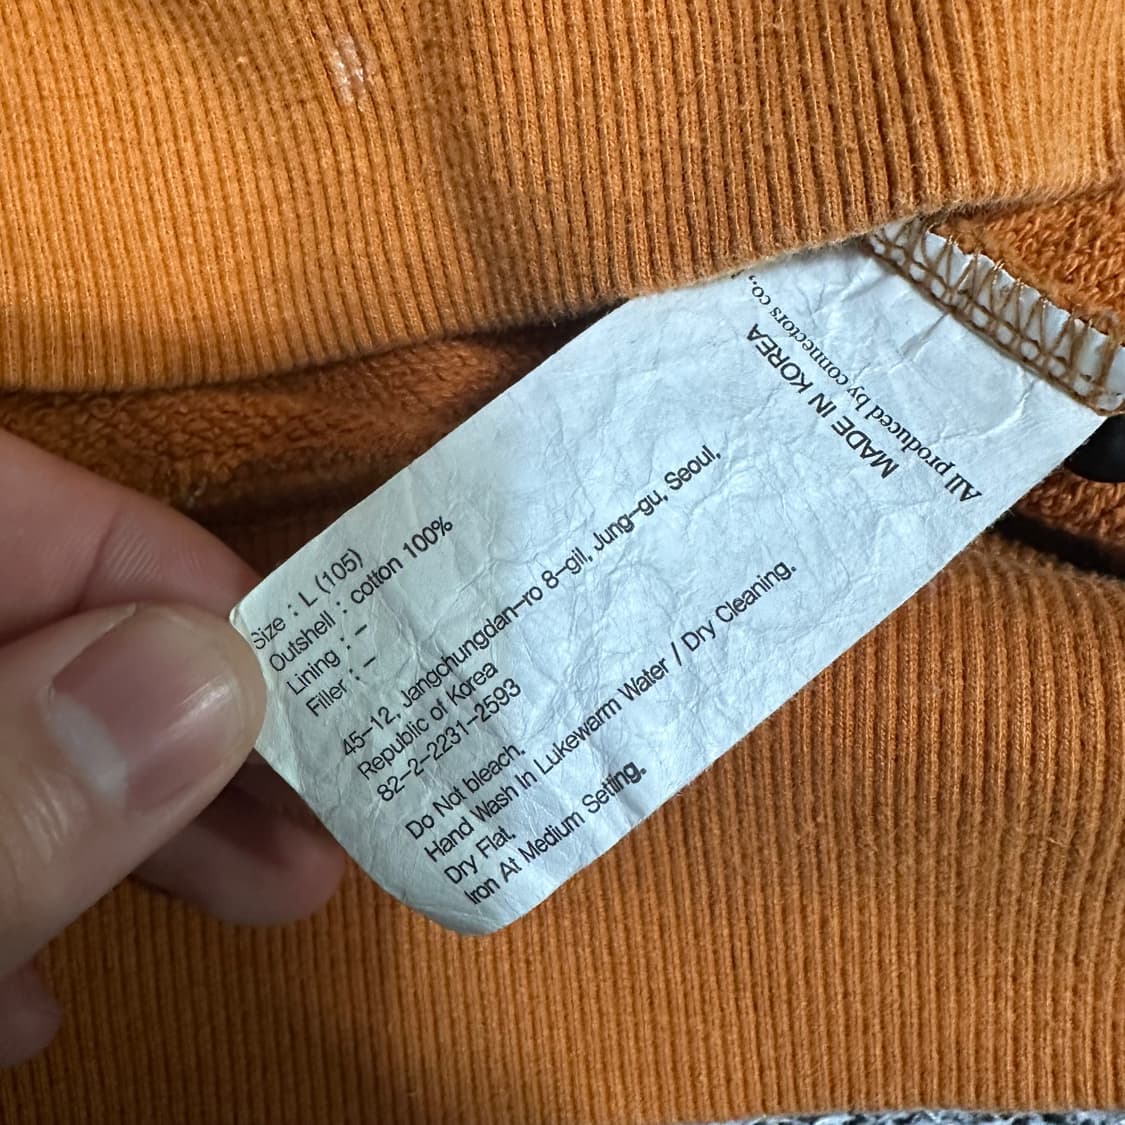 Size : L (105)
Outshell : cotton 100%
Lining : -
Filler : -
45-12, Jangchungdan-ro 8-gil, Jung-gu, Seoul,
Republic of Korea
82-2-2231-2593
Do Not bleach.
Hand Wash In Lukewarm Water / Dry Cleaning.
Dry Flat.
Iron At Medium Setting.
MADE IN KOREA
All produced by connectors co.,